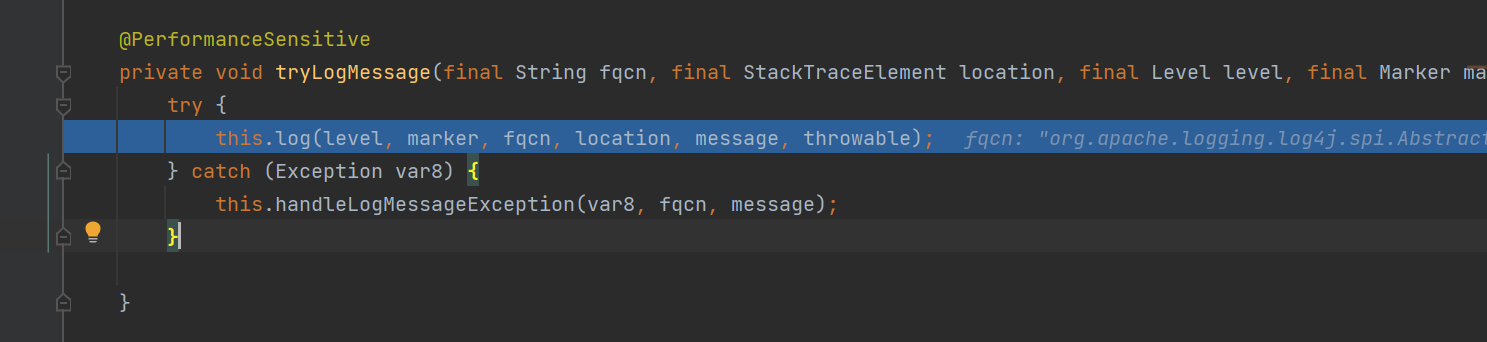 @PerformanceSensitive
private void tryLogMessage(final String fqcn, final StackTraceElement location, final Level level, final Marker ma
try {
this.log(level, marker, fqcn, location, message, throwable); fqcn: "org.apache.logging.log4j.spi.Abstract
} catch (Exception var8) {
this.handleLogMessageException(var8, fqcn, message);
}
}